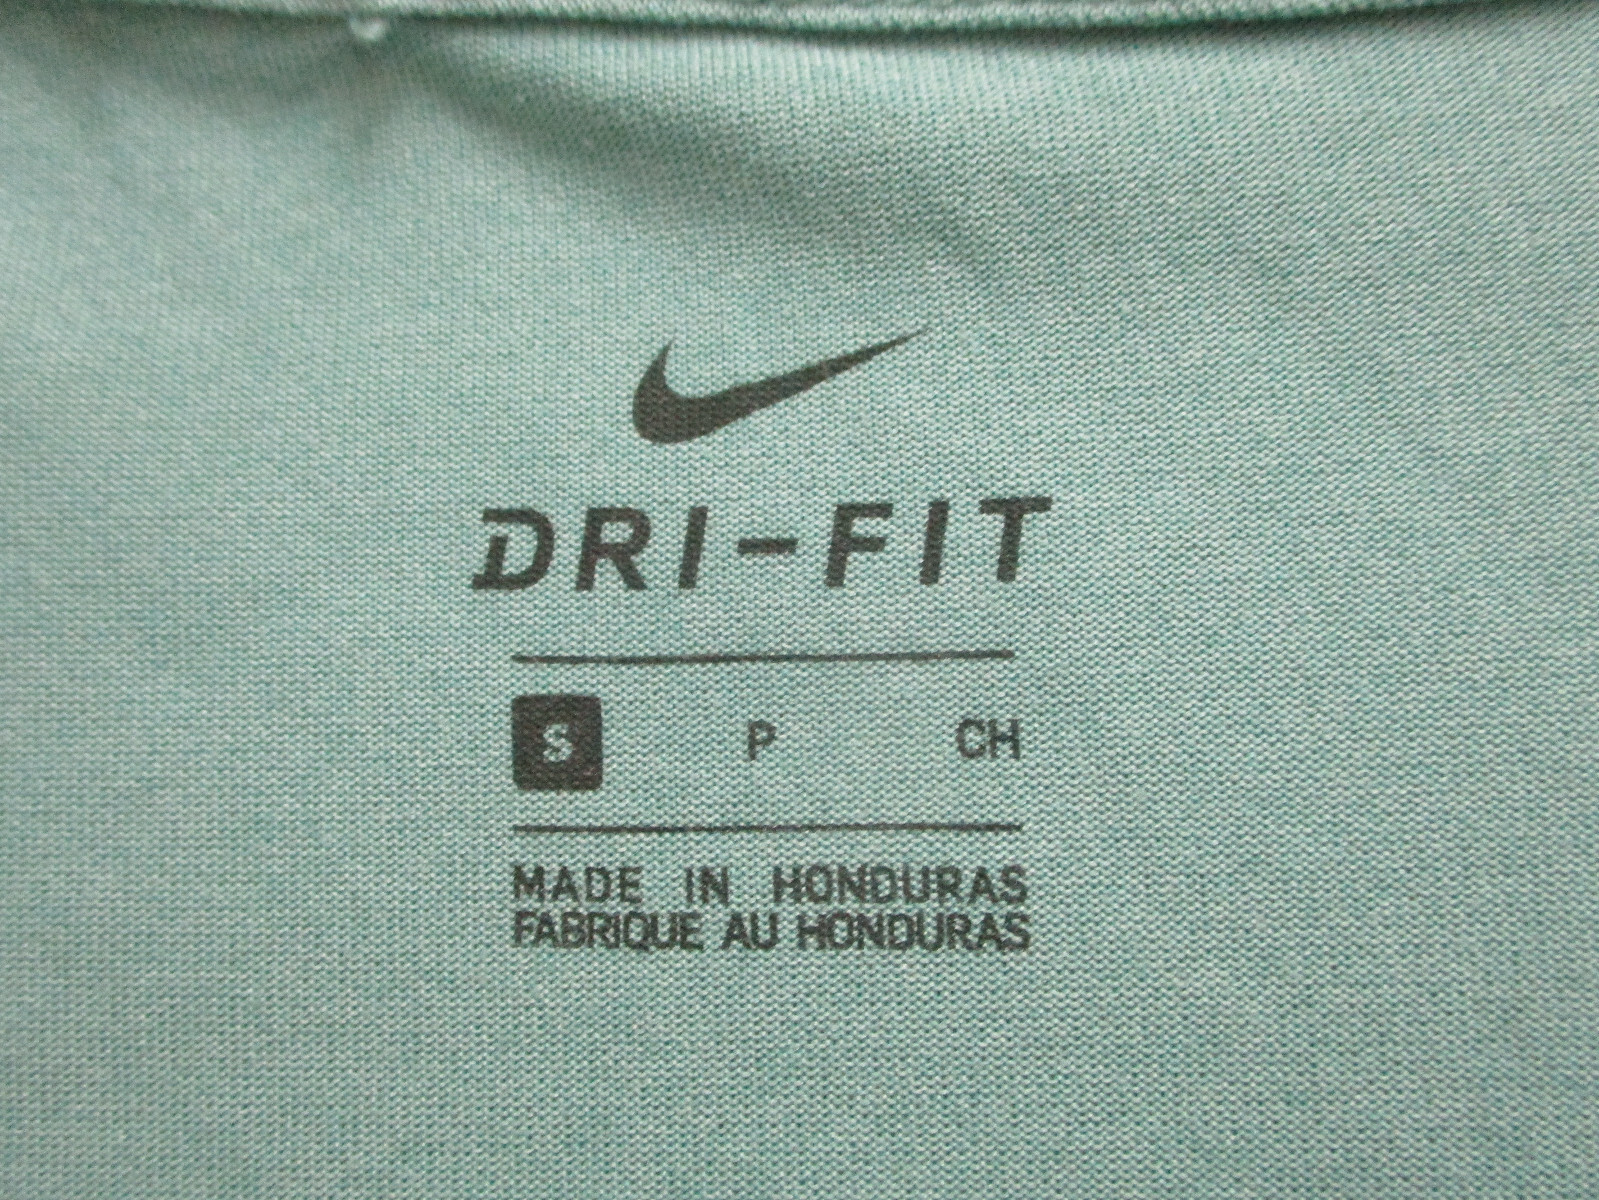 DRI-FIT
S P CH
MADE IN HONDURAS
FABRIQUE AU HONDURAS